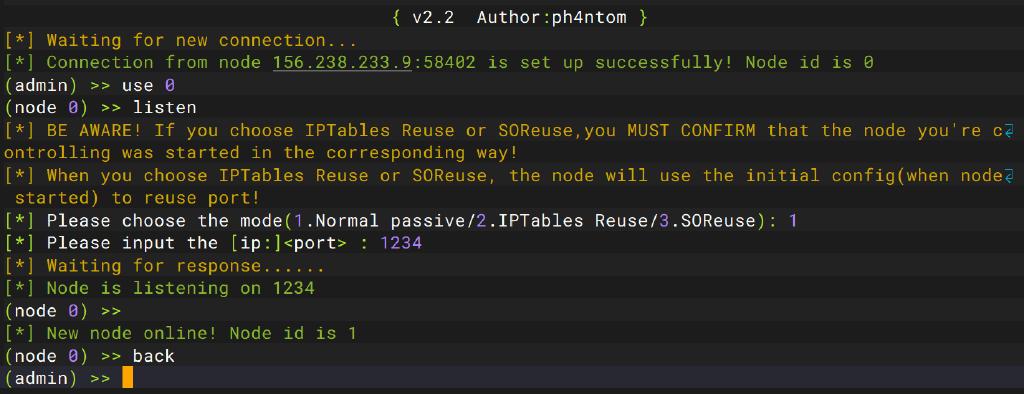 { v2.2  Author:ph4ntom }
[*] Waiting for new connection...
[*] Connection from node 156.238.233.9:58402 is set up successfully! Node id is 0
(admin) >> use 0
(node 0) >> listen
[*] BE AWARE! If you choose IPTables Reuse or SOReuse,you MUST CONFIRM that the node you're c
ontrolling was started in the corresponding way!
[*] When you choose IPTables Reuse or SOReuse, the node will use the initial config(when node
 started) to reuse port!
[*] Please choose the mode(1.Normal passive/2.IPTables Reuse/3.SOReuse): 1
[*] Please input the [ip:]<port> : 1234
[*] Waiting for response......
[*] Node is listening on 1234
(node 0) >>
[*] New node online! Node id is 1
(node 0) >> back
(admin) >>